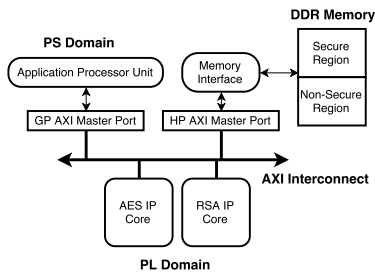 DDR Memory
PS Domain
Application Processor Unit
Memory
Interface
Secure
Region
Non-Secure
Region
GP AXI Master Port
HP AXI Master Port
AXI Interconnect
AES IP
Core
RSA IP
Core
PL Domain